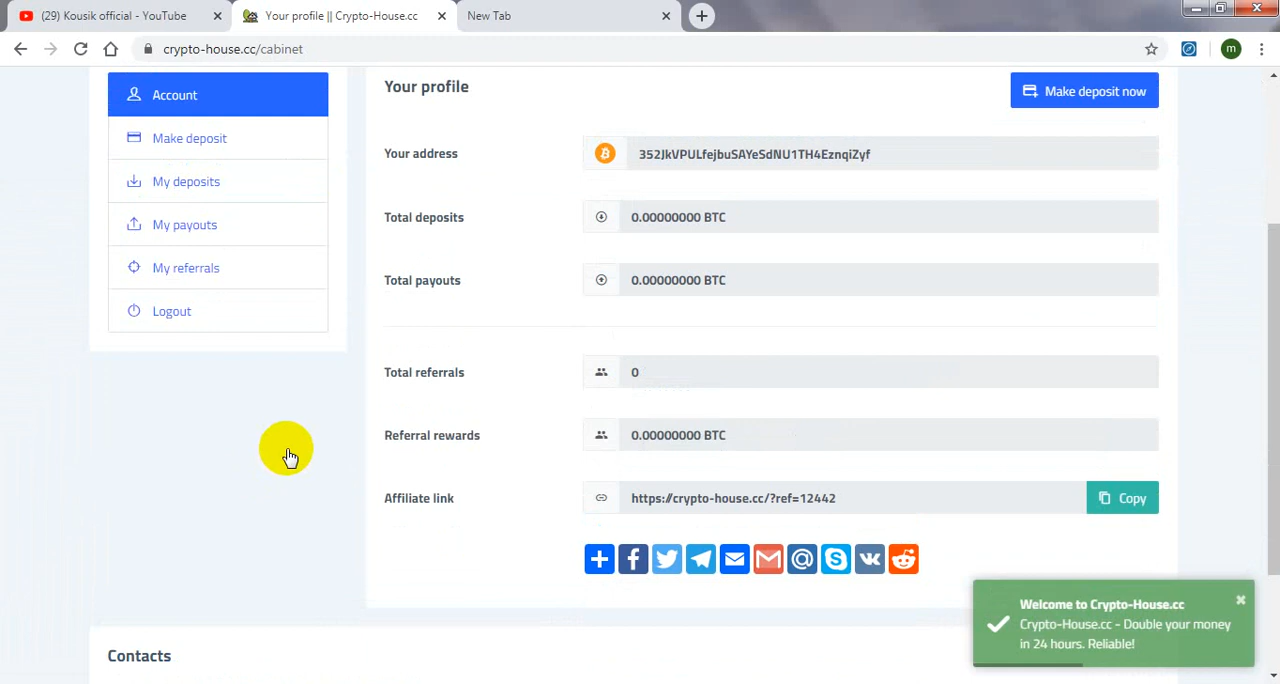 (29) Kousik official - YouTube
Your profile || Crypto-House.cc
New Tab
crypto-house.cc/cabinet
m
Account
Make deposit
My deposits
My payouts
My referrals
Logout
Your profile
Make deposit now
Your address
352JkVPULfejbuSAYeSdNU1TH4EznqiZyf
Total deposits
0.00000000 BTC
Total payouts
0.00000000 BTC
Total referrals
0
Referral rewards
0.00000000 BTC
Affiliate link
https://crypto-house.cc/?ref=12442
Copy
Welcome to Crypto-House.cc
Crypto-House.cc - Double your money
in 24 hours. Reliable!
Contacts